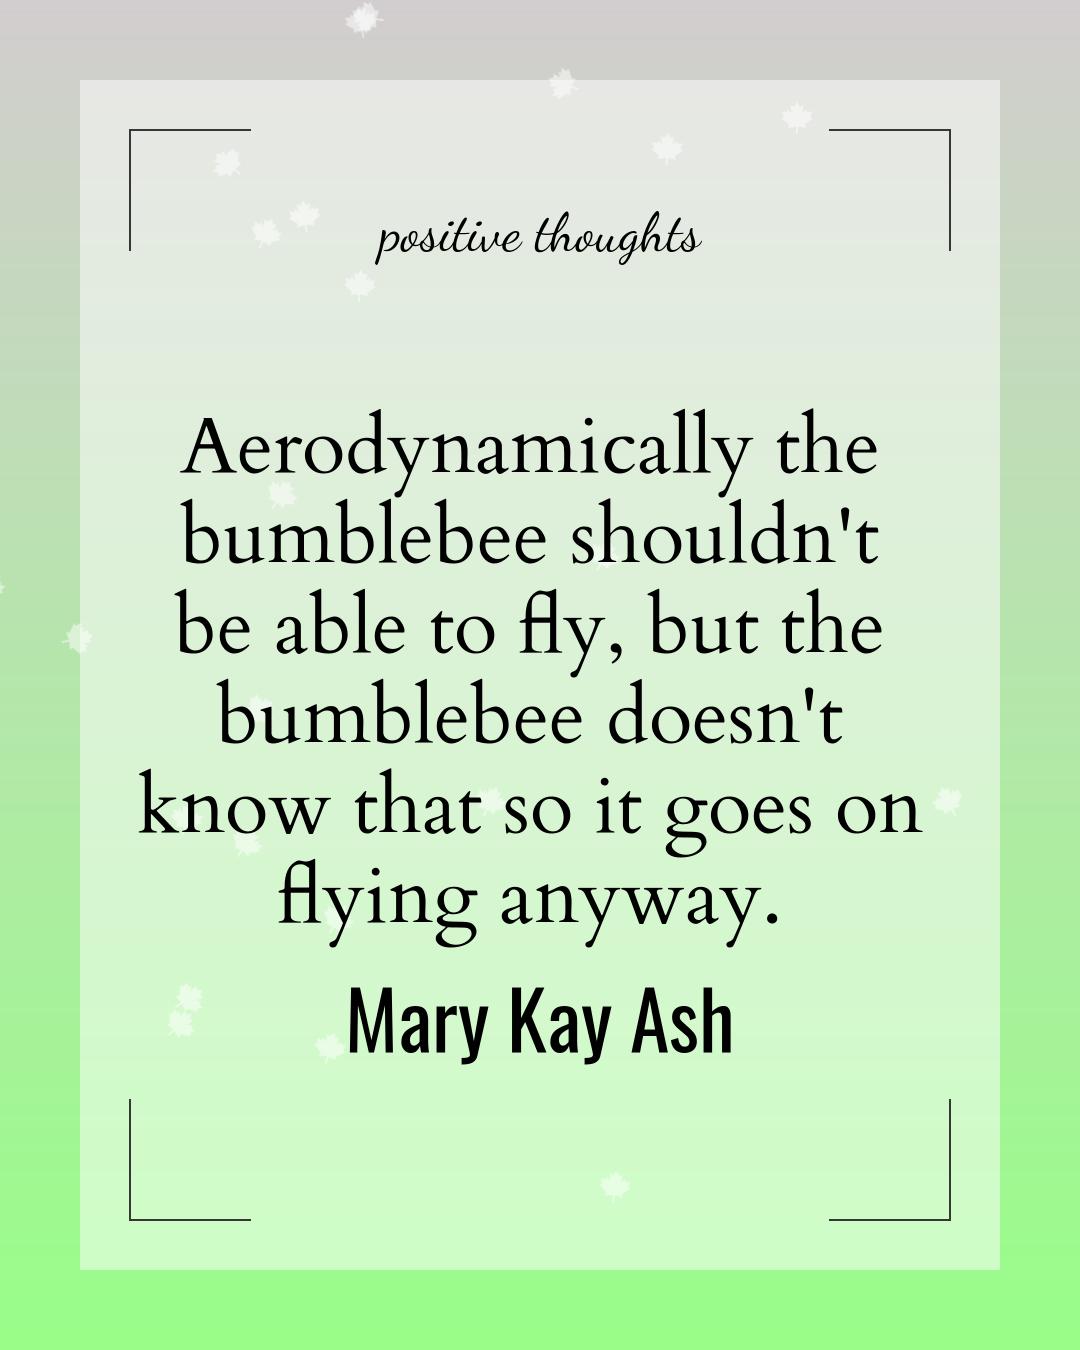 positive thoughts
Aerodynamically the
bumblebee shouldn't
be able to fly, but the
bumblebee doesn't
know that so it goes on
flying anyway.
Mary Kay Ash